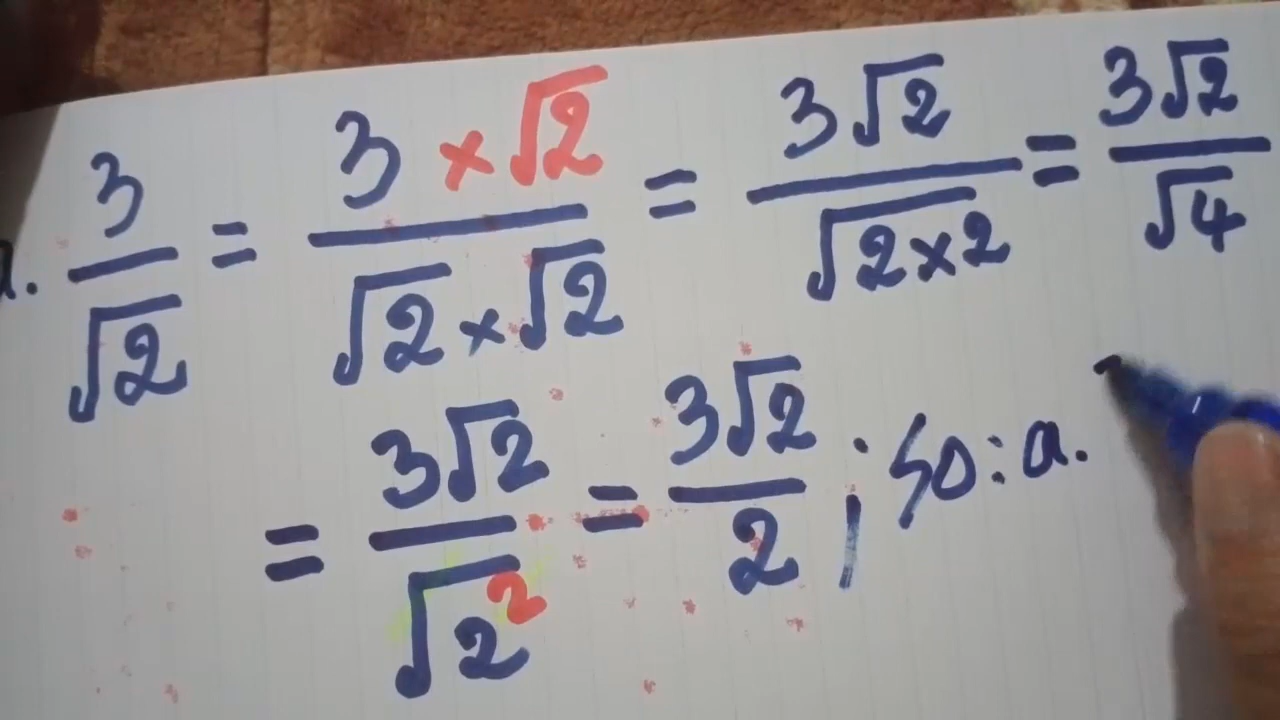 a. 3/√2 = 3 × √2/√2 × √2 = 3√2/√2×2 = 3√2/√4
= 3√2/√2² = 3√2/2 ; so : a.